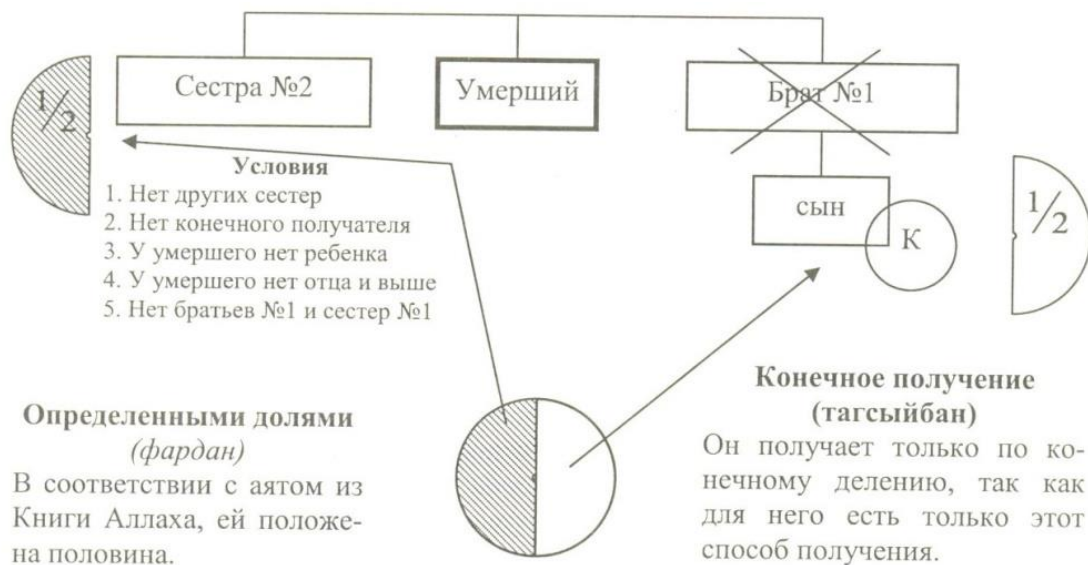 Сестра №2
Умерший
Брат №1
1/2
Условия
1. Нет других сестер
2. Нет конечного получателя
3. У умершего нет ребенка
4. У умершего нет отца и выше
5. Нет братьев №1 и сестер №1
сын
К
1/2
Определенными долями
(фардан)
В соответствии с аятом из
Книги Аллаха, ей положе-
на половина.
Конечное получение
(тагсыйбан)
Он получает только по ко-
нечному делению, так как
для него есть только этот
способ получения.